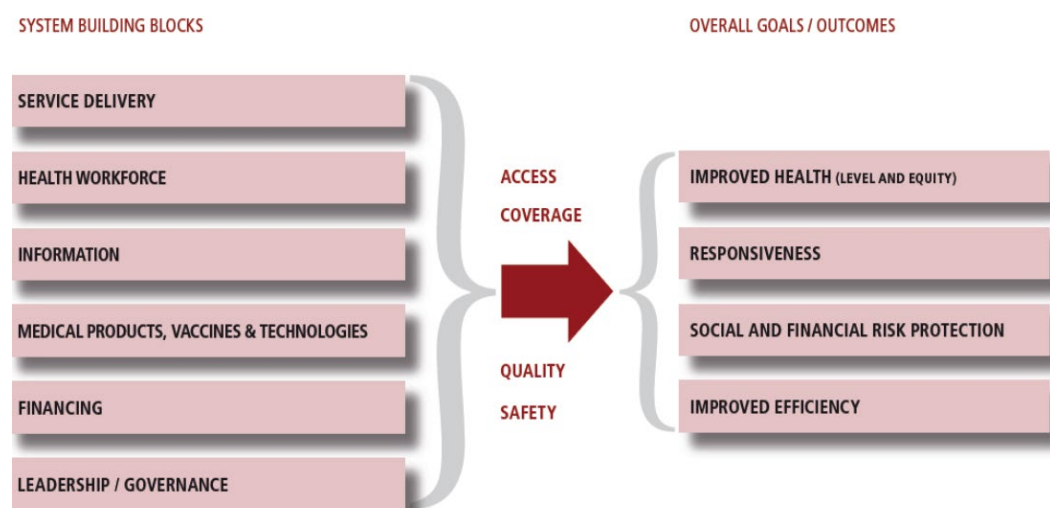 SYSTEM BUILDING BLOCKS
SERVICE DELIVERY
HEALTH WORKFORCE
INFORMATION
MEDICAL PRODUCTS, VACCINES & TECHNOLOGIES
FINANCING
LEADERSHIP / GOVERNANCE
ACCESS
COVERAGE
QUALITY
SAFETY
OVERALL GOALS / OUTCOMES
IMPROVED HEALTH (LEVEL AND EQUITY)
RESPONSIVENESS
SOCIAL AND FINANCIAL RISK PROTECTION
IMPROVED EFFICIENCY